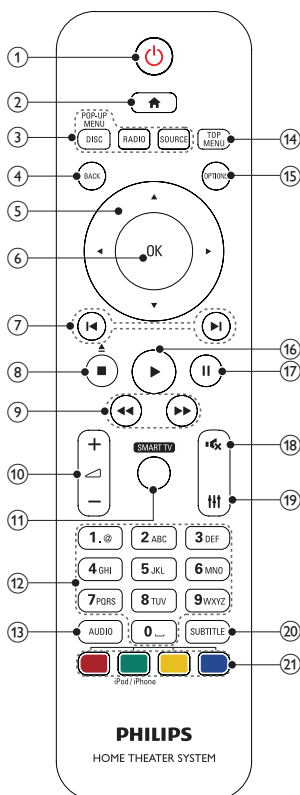 1
2
POP-UP
MENU
3 DISC RADIO SOURCE TOP
MENU 14
4 BACK OPTIONS 15
5
6 OK
7
16
8 17
9
+ SMART TV 18
10
− 19
11
1.@ 2 ABC 3 DEF
12 4 GHI 5 JKL 6 MNO
7 PQRS 8 TUV 9 WXYZ
13 AUDIO 0 SUBTITLE 20
21
iPod / iPhone
PHILIPS
HOME THEATER SYSTEM